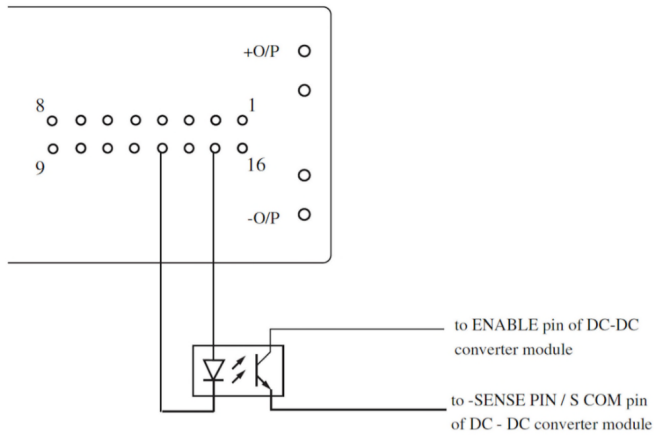 +O/P
8
1
9
16
-O/P
to ENABLE pin of DC-DC
converter module
to -SENSE PIN / S COM pin
of DC - DC converter module